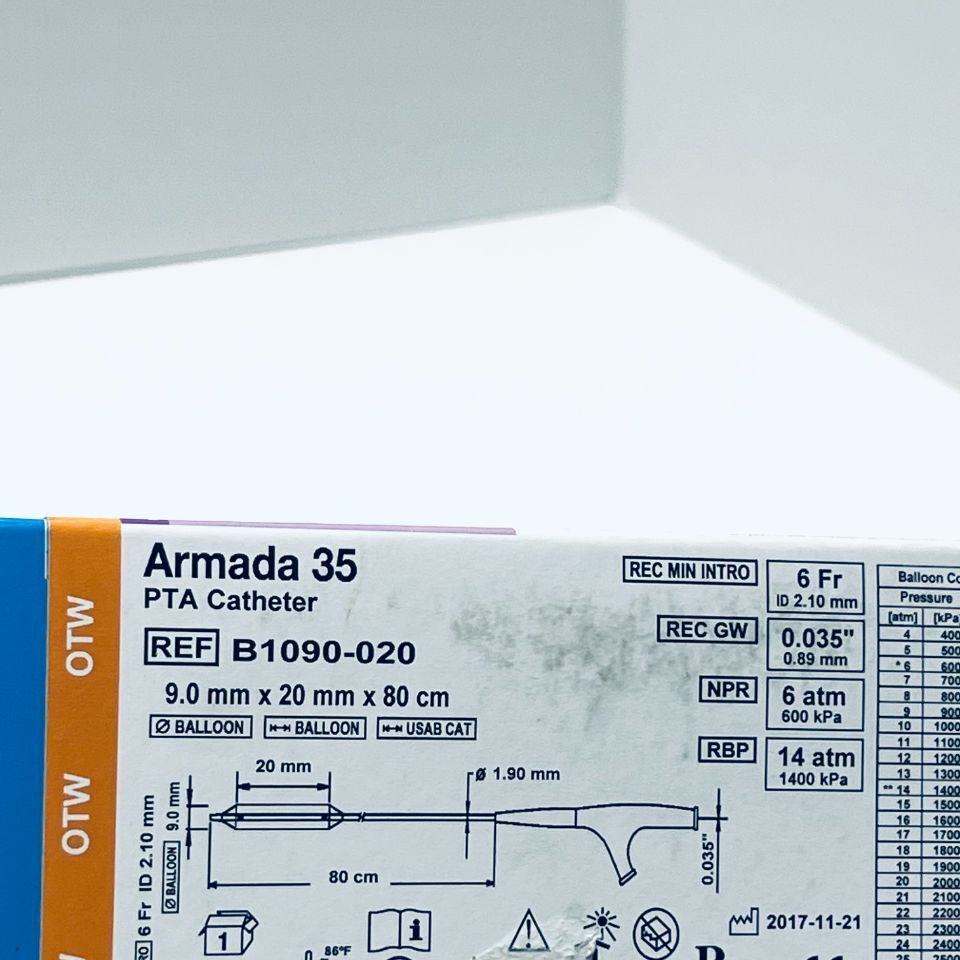 Armada 35
PTA Catheter
REF B1090-020
9.0 mm x 20 mm x 80 cm
Ø BALLOON BALLOON USAB CAT
REC MIN INTRO 6 Fr
ID 2.10 mm
REC GW 0.035"
0.89 mm
NPR 6 atm
600 kPa
RBP 14 atm
1400 kPa
Balloon Co
Pressure
[atm] [kPa
4 400
5 500
* 6 600
7 700
8 800
9 900
10 1000
11 1100
12 1200
13 1300
** 14 1400
15 1500
16 1600
17 1700
18 1800
19 1900
20 2000
21 2100
22 2200
23 2300
24 2400
25 2500
OTW
OTW
20 mm
ø 1.90 mm
9.0 mm
Ø BALLOON
6 Fr ID 2.10 mm
80 cm
0.035"
1
i
86°F
2017-11-21